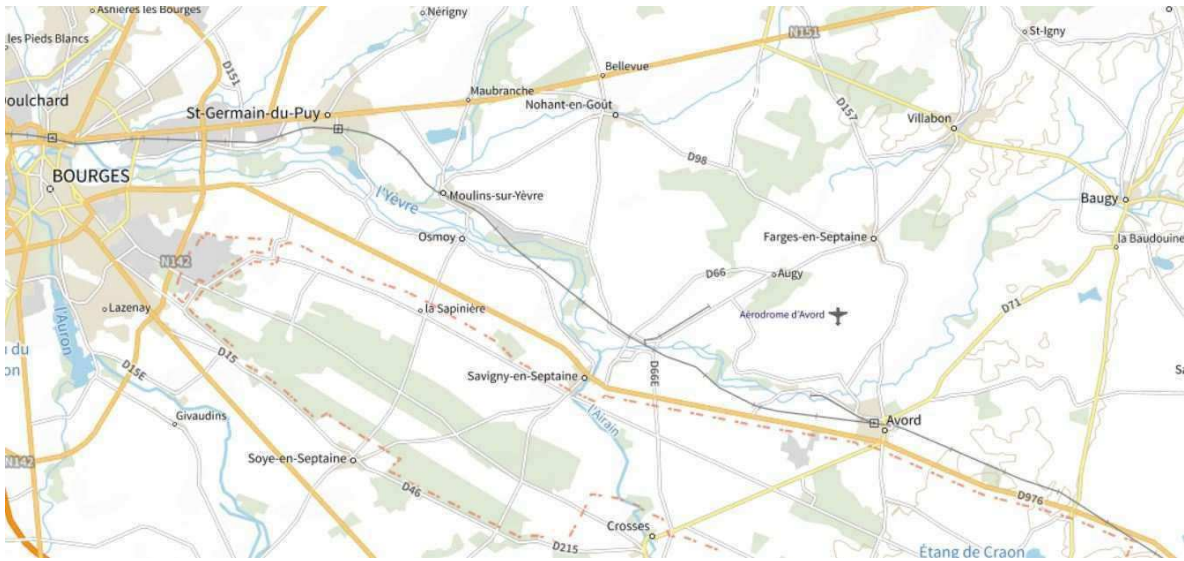 Asnières les Bourges
Nérigny
les Pieds Blancs
N151
St-Igny
D151
Bellevue
Maubranche
oulchard
St-Germain-du-Puy
Nohant-en-Goût
D157
Villabon
D98
BOURGES
l'Yèvre
Moulins-sur-Yèvre
Baugy
Osmoy
Farges-en-Septaine
la Baudouine
N142
D66
Augy
Lazenay
la Sapinière
Aérodrome d'Avord
D71
l'Auron
u du
on
D15
D15E
D66E
Savigny-en-Septaine
Sa
l'Airain
Givaudins
Avord
Soye-en-Septaine
N142
D46
D976
Crosses
D215
Étang de Craon